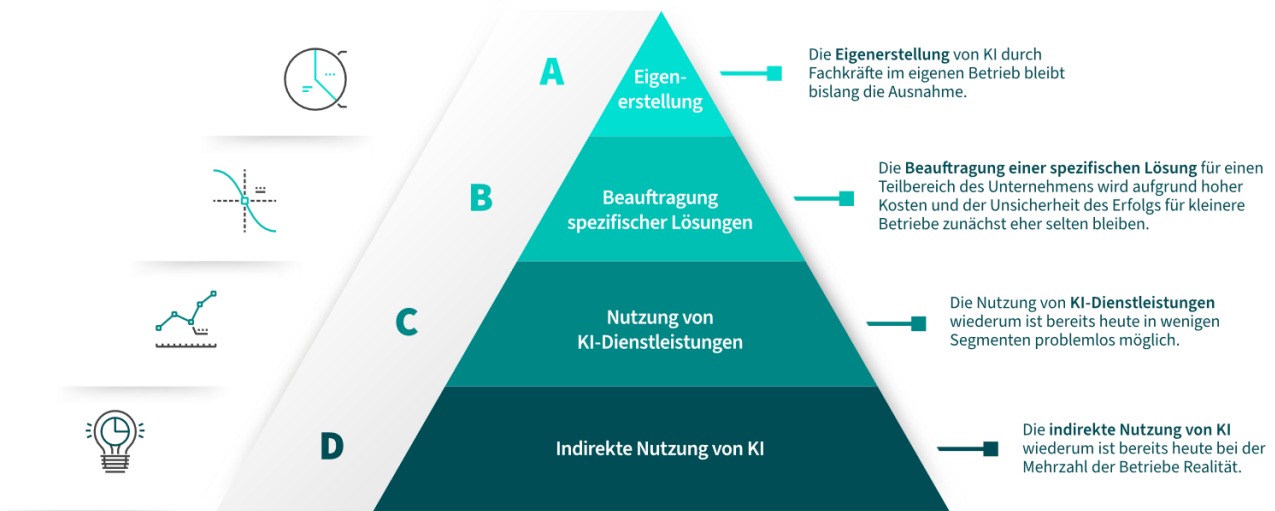 A
Eigen-
erstellung
Die Eigenerstellung von KI durch
Fachkräfte im eigenen Betrieb bleibt
bislang die Ausnahme.
B
Beauftragung
spezifischer Lösungen
Die Beauftragung einer spezifischen Lösung für einen
Teilbereich des Unternehmens wird aufgrund hoher
Kosten und der Unsicherheit des Erfolgs für kleinere
Betriebe zunächst eher selten bleiben.
C
Nutzung von
KI-Dienstleistungen
Die Nutzung von KI-Dienstleistungen
wiederum ist bereits heute in wenigen
Segmenten problemlos möglich.
D
Indirekte Nutzung von KI
Die indirekte Nutzung von KI
wiederum ist bereits heute bei der
Mehrzahl der Betriebe Realität.